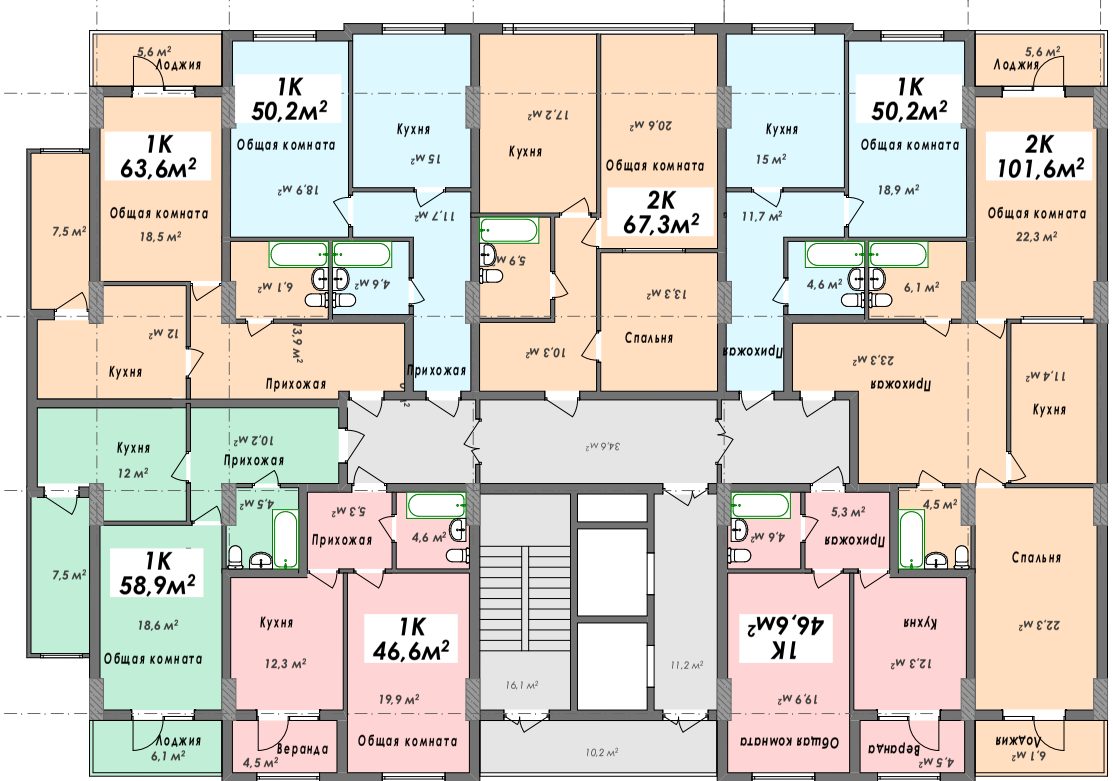 5,6 м²
Лоджия
1К
63,6м²
Общая комната
18,5 м²
7,5 м²
12 м²
Кухня
6,1 м²
13,9 м²
Прихожая
1К
50,2м²
Общая комната
18,9 м²
Кухня
15 м²
11,7 м²
4,6 м²
Прихожая
17,2 м²
Кухня
5,9 м²
10,3 м²
20,6 м²
Общая комната
2К
67,3м²
13,3 м²
Спальня
Кухня
15 м²
11,7 м²
4,6 м²
Прихожая
1К
50,2м²
Общая комната
18,9 м²
6,1 м²
5,6 м²
Лоджия
2К
101,6м²
Общая комната
22,3 м²
23,3 м²
Прихожая
11,4 м²
Кухня
4,5 м²
Спальня
22,3 м²
Лоджия
6,1 м²
Кухня
12 м²
10,2 м²
Прихожая
4,5 м²
7,5 м²
1К
58,9м²
18,6 м²
Общая комната
Лоджия
6,1 м²
5,3 м²
Прихожая
4,6 м²
Кухня
12,3 м²
1К
46,6м²
19,9 м²
Общая комната
Веранда
4,5 м²
34,6 м²
16,1 м²
11,2 м²
10,2 м²
4,6 м²
5,3 м²
Прихожая
1К
46,6м²
19,9 м²
Общая комната
Кухня
12,3 м²
Веранда
4,5 м²